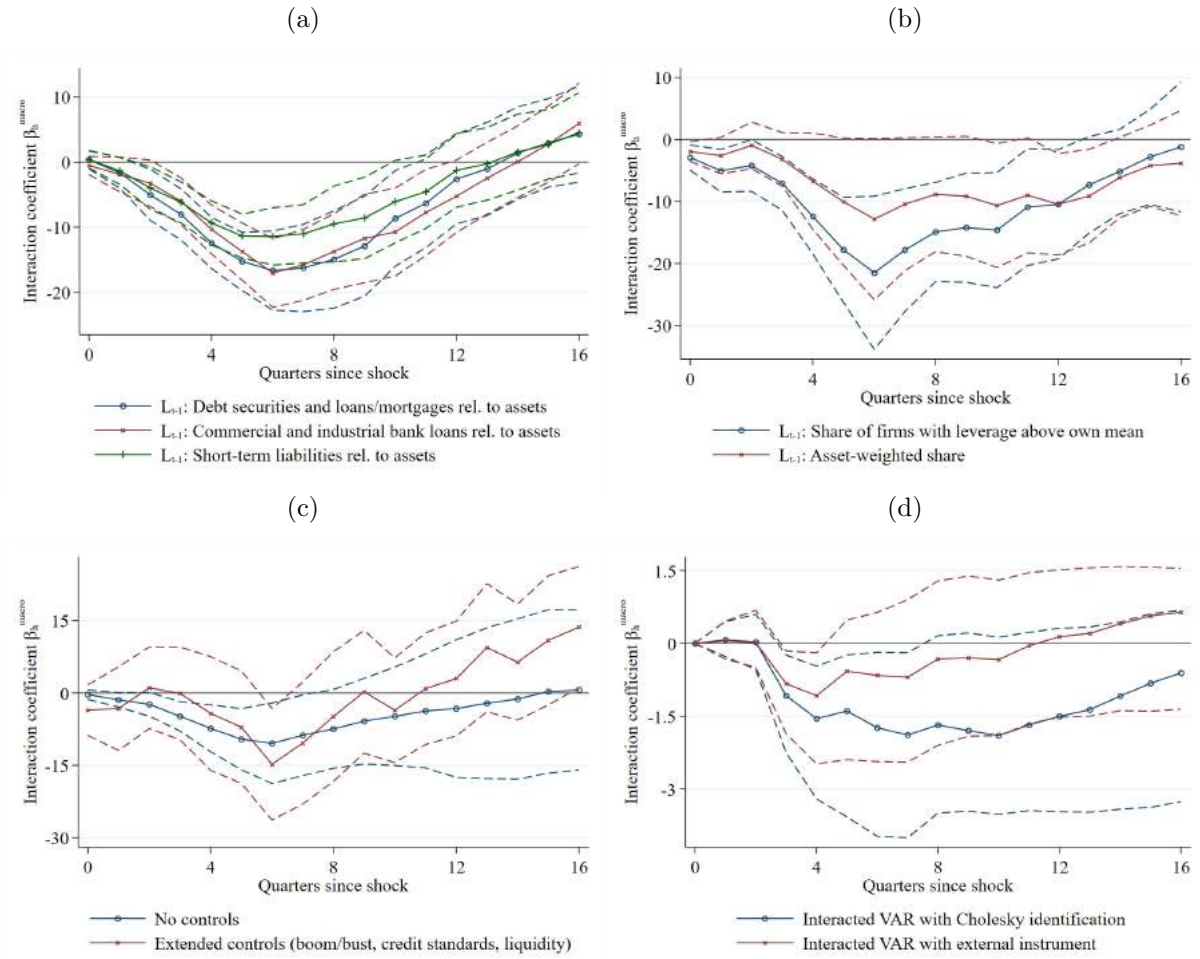 (a)
Interaction coefficient β_h^macro
10
0
-10
-20
0 4 8 12 16
Quarters since shock
L_t-1: Debt securities and loans/mortgages rel. to assets
L_t-1: Commercial and industrial bank loans rel. to assets
L_t-1: Short-term liabilities rel. to assets
(b)
Interaction coefficient β_h^macro
10
0
-10
-20
-30
0 4 8 12 16
Quarters since shock
L_t-1: Share of firms with leverage above own mean
L_t-1: Asset-weighted share
(c)
Interaction coefficient β_h^macro
15
0
-15
-30
0 4 8 12 16
Quarters since shock
No controls
Extended controls (boom/bust, credit standards, liquidity)
(d)
Interaction coefficient β_h^macro
1.5
0
-1.5
-3
0 4 8 12 16
Quarters since shock
Interacted VAR with Cholesky identification
Interacted VAR with external instrument